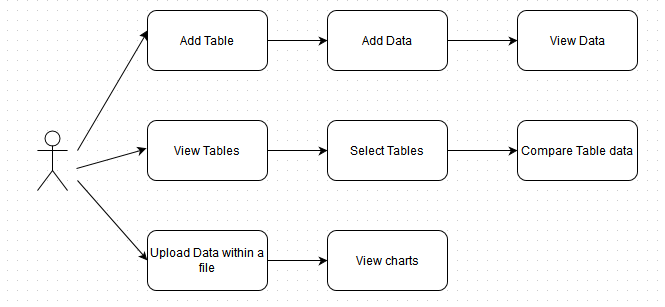 Add Table
Add Data
View Data
View Tables
Select Tables
Compare Table data
Upload Data within a
file
View charts